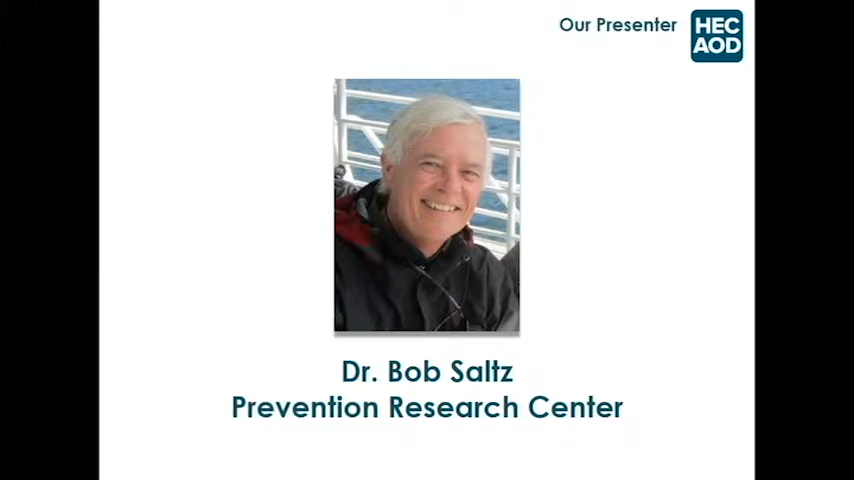 Our Presenter
HEC
AOD
Dr. Bob Saltz
Prevention Research Center